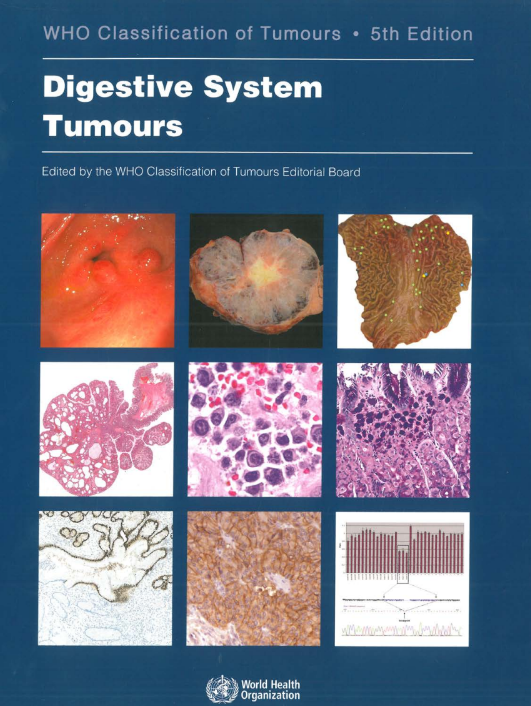 WHO Classification of Tumours • 5th Edition
Digestive System
Tumours
Edited by the WHO Classification of Tumours Editorial Board
World Health
Organization